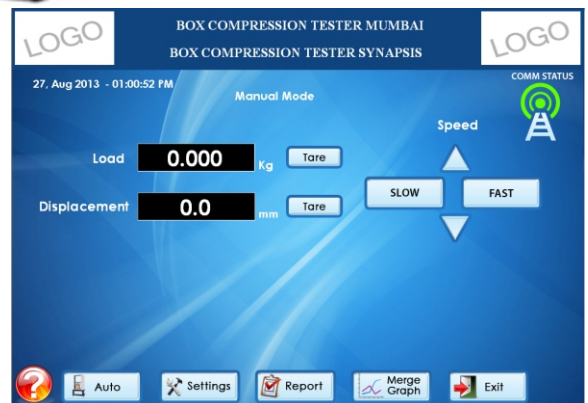 LOGO
BOX COMPRESSION TESTER MUMBAI
BOX COMPRESSION TESTER SYNAPSIS
LOGO
27, Aug 2013 - 01:00:52 PM
Manual Mode
COMM STATUS
Speed
Load 0.000 Kg Tare
SLOW FAST
Displacement 0.0 mm Tare
? Auto Settings Report Merge Graph Exit